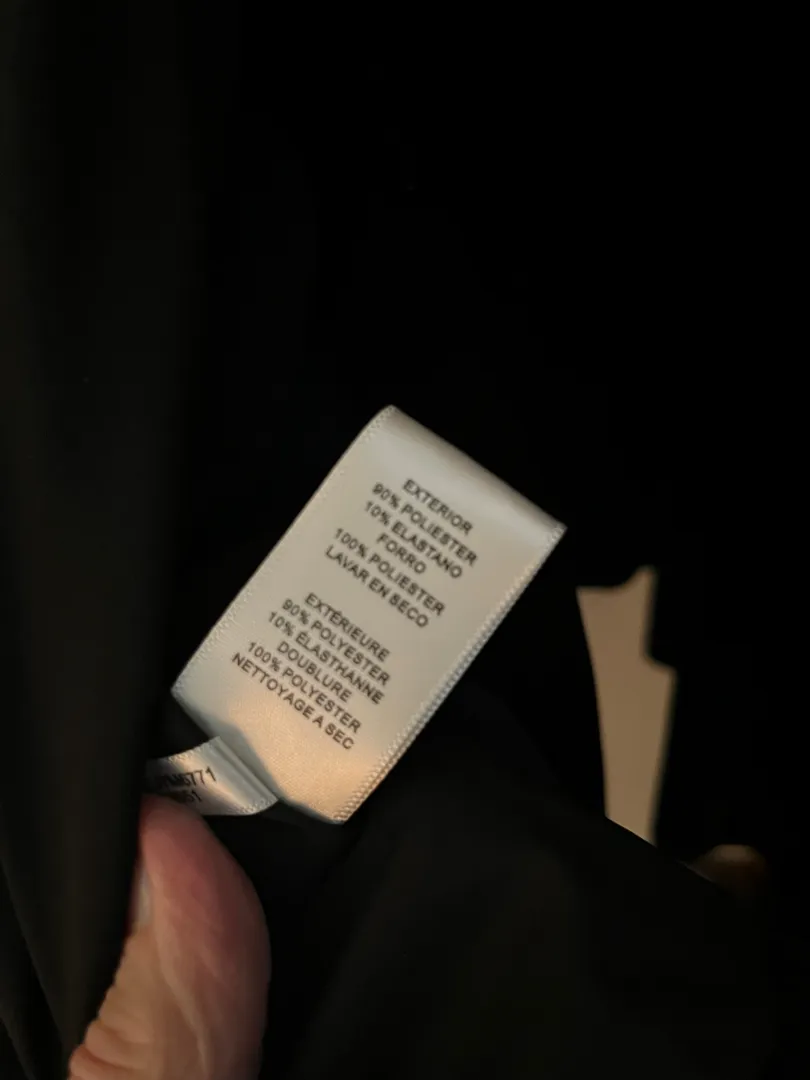 EXTERIOR
90% POLIESTER
10% ELASTANO
FORRO
100% POLIESTER
LAVAR EN SECO
EXTÉRIEURE
90% POLYESTER
10% ÉLASTHANNE
DOUBLURE
100% POLYESTER
NETTOYAGE A SEC